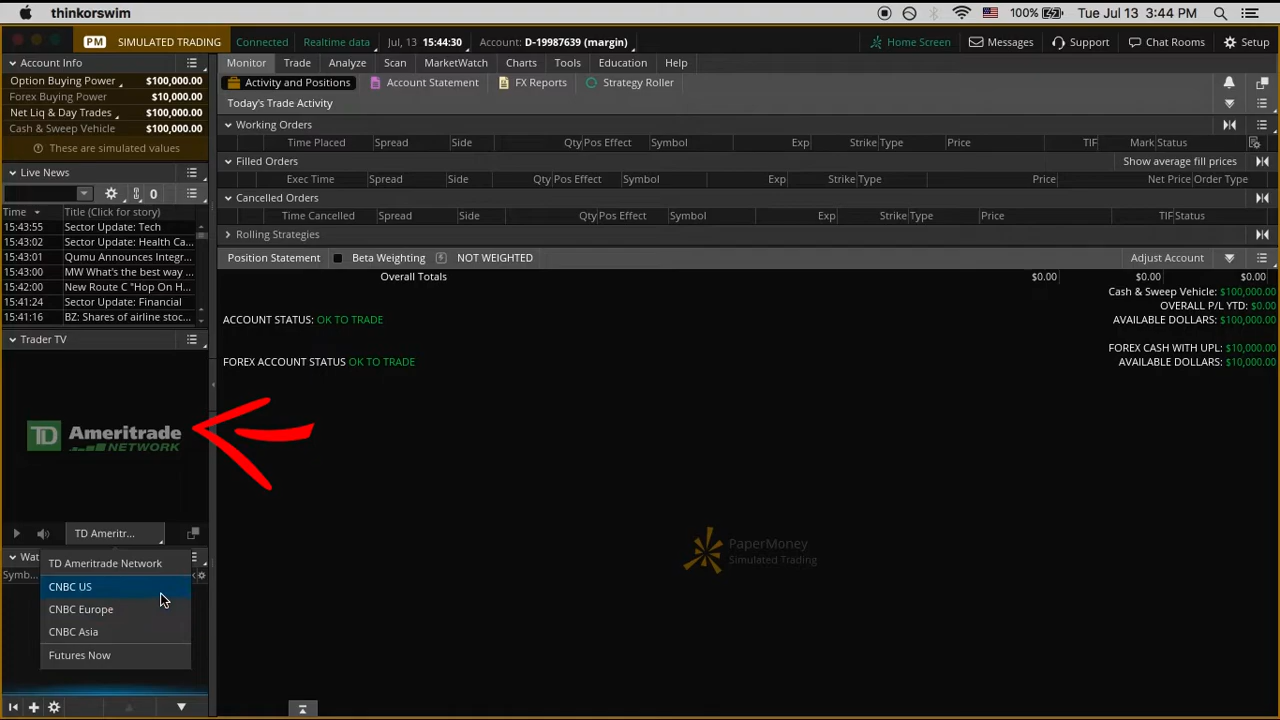 thinkorswim 100% Tue Jul 13 3:44 PM
PM SIMULATED TRADING Connected Realtime data Jul, 13 15:44:30 Account: D-19987639 (margin) Home Screen Messages Support Chat Rooms Setup
Account Info
Option Buying Power $100,000.00
Forex Buying Power $10,000.00
Net Liq & Day Trades $100,000.00
Cash & Sweep Vehicle $100,000.00
These are simulated values
Live News
0
Time Title (Click for story)
15:43:55 Sector Update: Tech
15:43:02 Sector Update: Health Ca...
15:43:01 Qumu Announces Integr...
15:43:00 MW What's the best way ...
15:42:00 New Route C "Hop On H...
15:41:24 Sector Update: Financial
15:41:16 BZ: Shares of airline stoc...
Trader TV
TD Ameritrade
NETWORK
TD Ameritr...
Wat
Symb...
TD Ameritrade Network
CNBC US
CNBC Europe
CNBC Asia
Futures Now
Monitor Trade Analyze Scan MarketWatch Charts Tools Education Help
Activity and Positions Account Statement FX Reports Strategy Roller
Today's Trade Activity
Working Orders
Time Placed Spread Side Qty Pos Effect Symbol Exp Strike Type Price TIF Mark Status
Filled Orders Show average fill prices
Exec Time Spread Side Qty Pos Effect Symbol Exp Strike Type Price Net Price Order Type
Cancelled Orders
Time Cancelled Spread Side Qty Pos Effect Symbol Exp Strike Type Price TIF Status
Rolling Strategies
Position Statement Beta Weighting NOT WEIGHTED Adjust Account
Overall Totals $0.00 $0.00 $0.00
Cash & Sweep Vehicle: $100,000.00
OVERALL P/L YTD: $0.00
ACCOUNT STATUS: OK TO TRADE AVAILABLE DOLLARS: $100,000.00
FOREX CASH WITH UPL: $10,000.00
FOREX ACCOUNT STATUS OK TO TRADE AVAILABLE DOLLARS: $10,000.00
PaperMoney
Simulated Trading